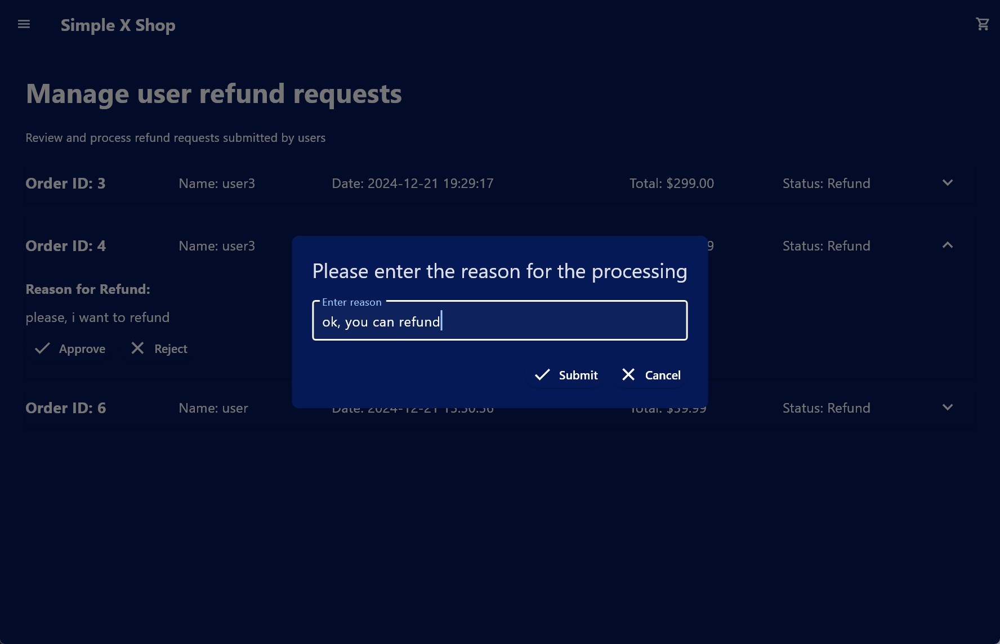 Simple X Shop
Manage user refund requests
Review and process refund requests submitted by users
Order ID: 3 Name: user3 Date: 2024-12-21 19:29:17 Total: $299.00 Status: Refund
Order ID: 4 Name: user3 9 Status: Refund
Reason for Refund:
please, i want to refund
Approve Reject
Please enter the reason for the processing
Enter reason
ok, you can refund
Submit Cancel
Order ID: 6 Name: user Date: Total: Status: Refund